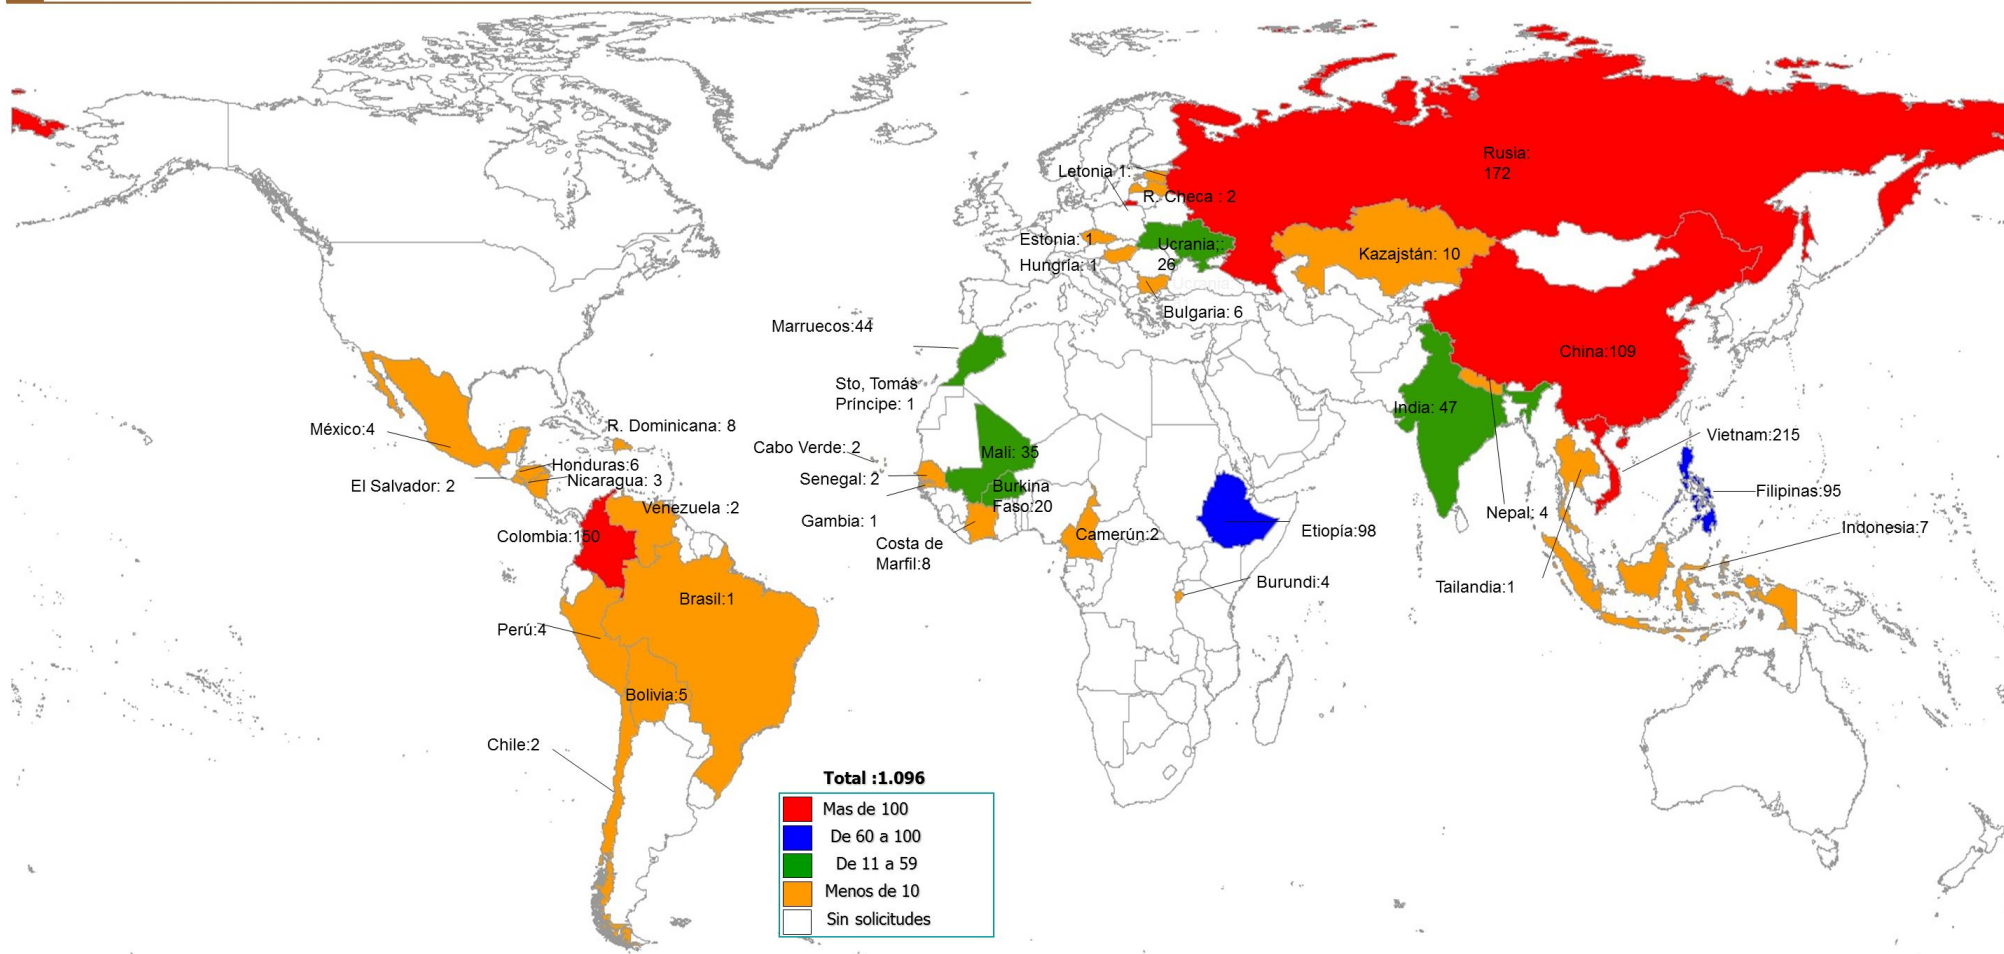 Letonia 1:
R. Checa : 2
Estonia: 1
Hungría: 1
Ucrania;:
26
Bulgaria: 6
Rusia:
172
Kazajstán: 10
China:109
India: 47
Marruecos:44
Sto, Tomás
Príncipe: 1
Cabo Verde: 2
Senegal: 2
Gambia: 1
Costa de
Marfil:8
Mali: 35
Burkina
Faso:20
Camerún:2
Etiopía:98
Burundi:4
Nepal: 4
Tailandia:1
Vietnam:215
Filipinas:95
Indonesia:7
México:4
R. Dominicana: 8
Honduras:6
Nicaragua: 3
El Salvador: 2
Venezuela :2
Colombia:150
Brasil:1
Perú:4
Bolivia:5
Chile:2
Total :1.096
Mas de 100
De 60 a 100
De 11 a 59
Menos de 10
Sin solicitudes